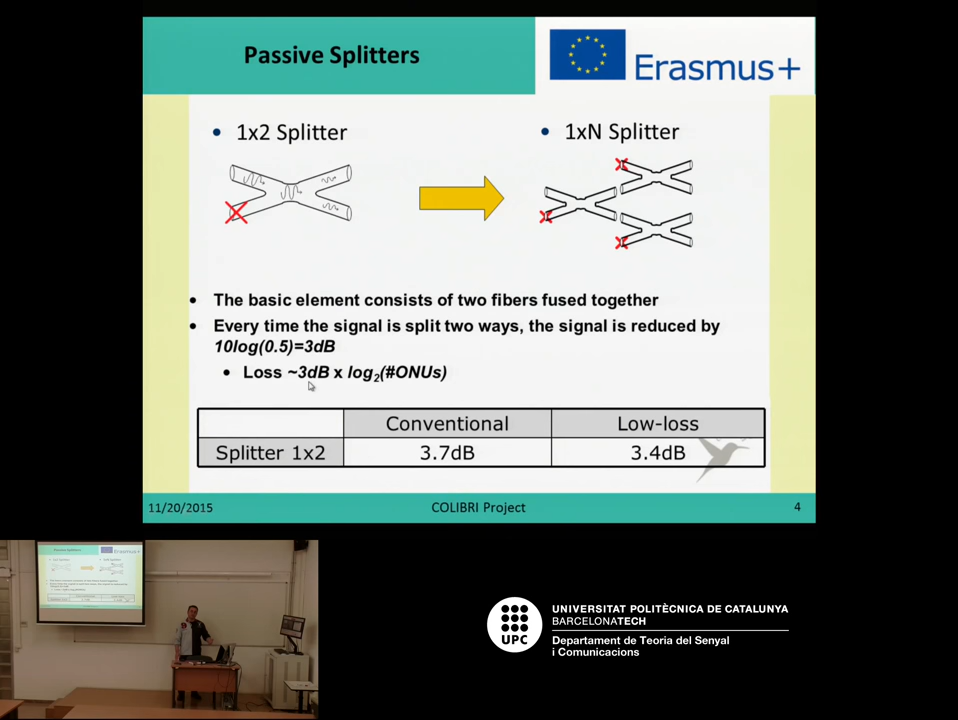 Passive Splitters
Erasmus+
• 1x2 Splitter
• 1xN Splitter
• The basic element consists of two fibers fused together
• Every time the signal is split two ways, the signal is reduced by
10log(0.5)=3dB
• Loss ~3dB x log2(#ONUs)
Conventional
Low-loss
Splitter 1x2
3.7dB
3.4dB
11/20/2015
COLIBRI Project
4
Passive Splitters
Erasmus+
UPC
UNIVERSITAT POLITÈCNICA DE CATALUNYA
BARCELONATECH
Departament de Teoria del Senyal
i Comunicacions